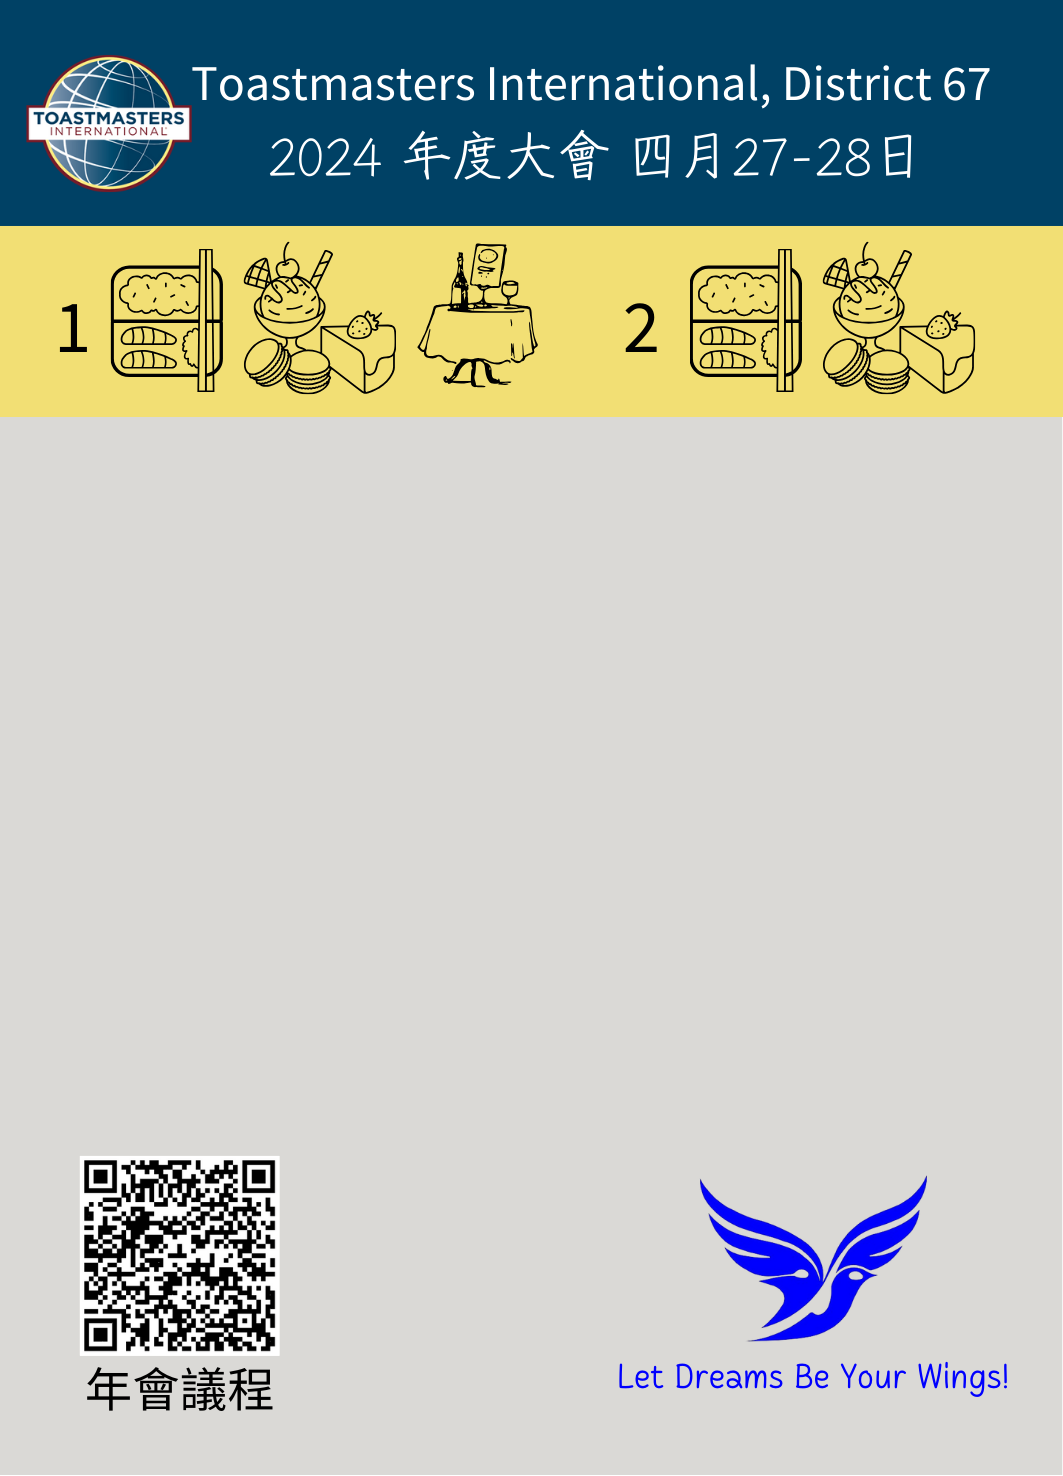 Toastmasters International, District 67
TOASTMASTERS
INTERNATIONAL
2024 年度大會 四月27-28日
1
2
年會議程
Let Dreams Be Your Wings!